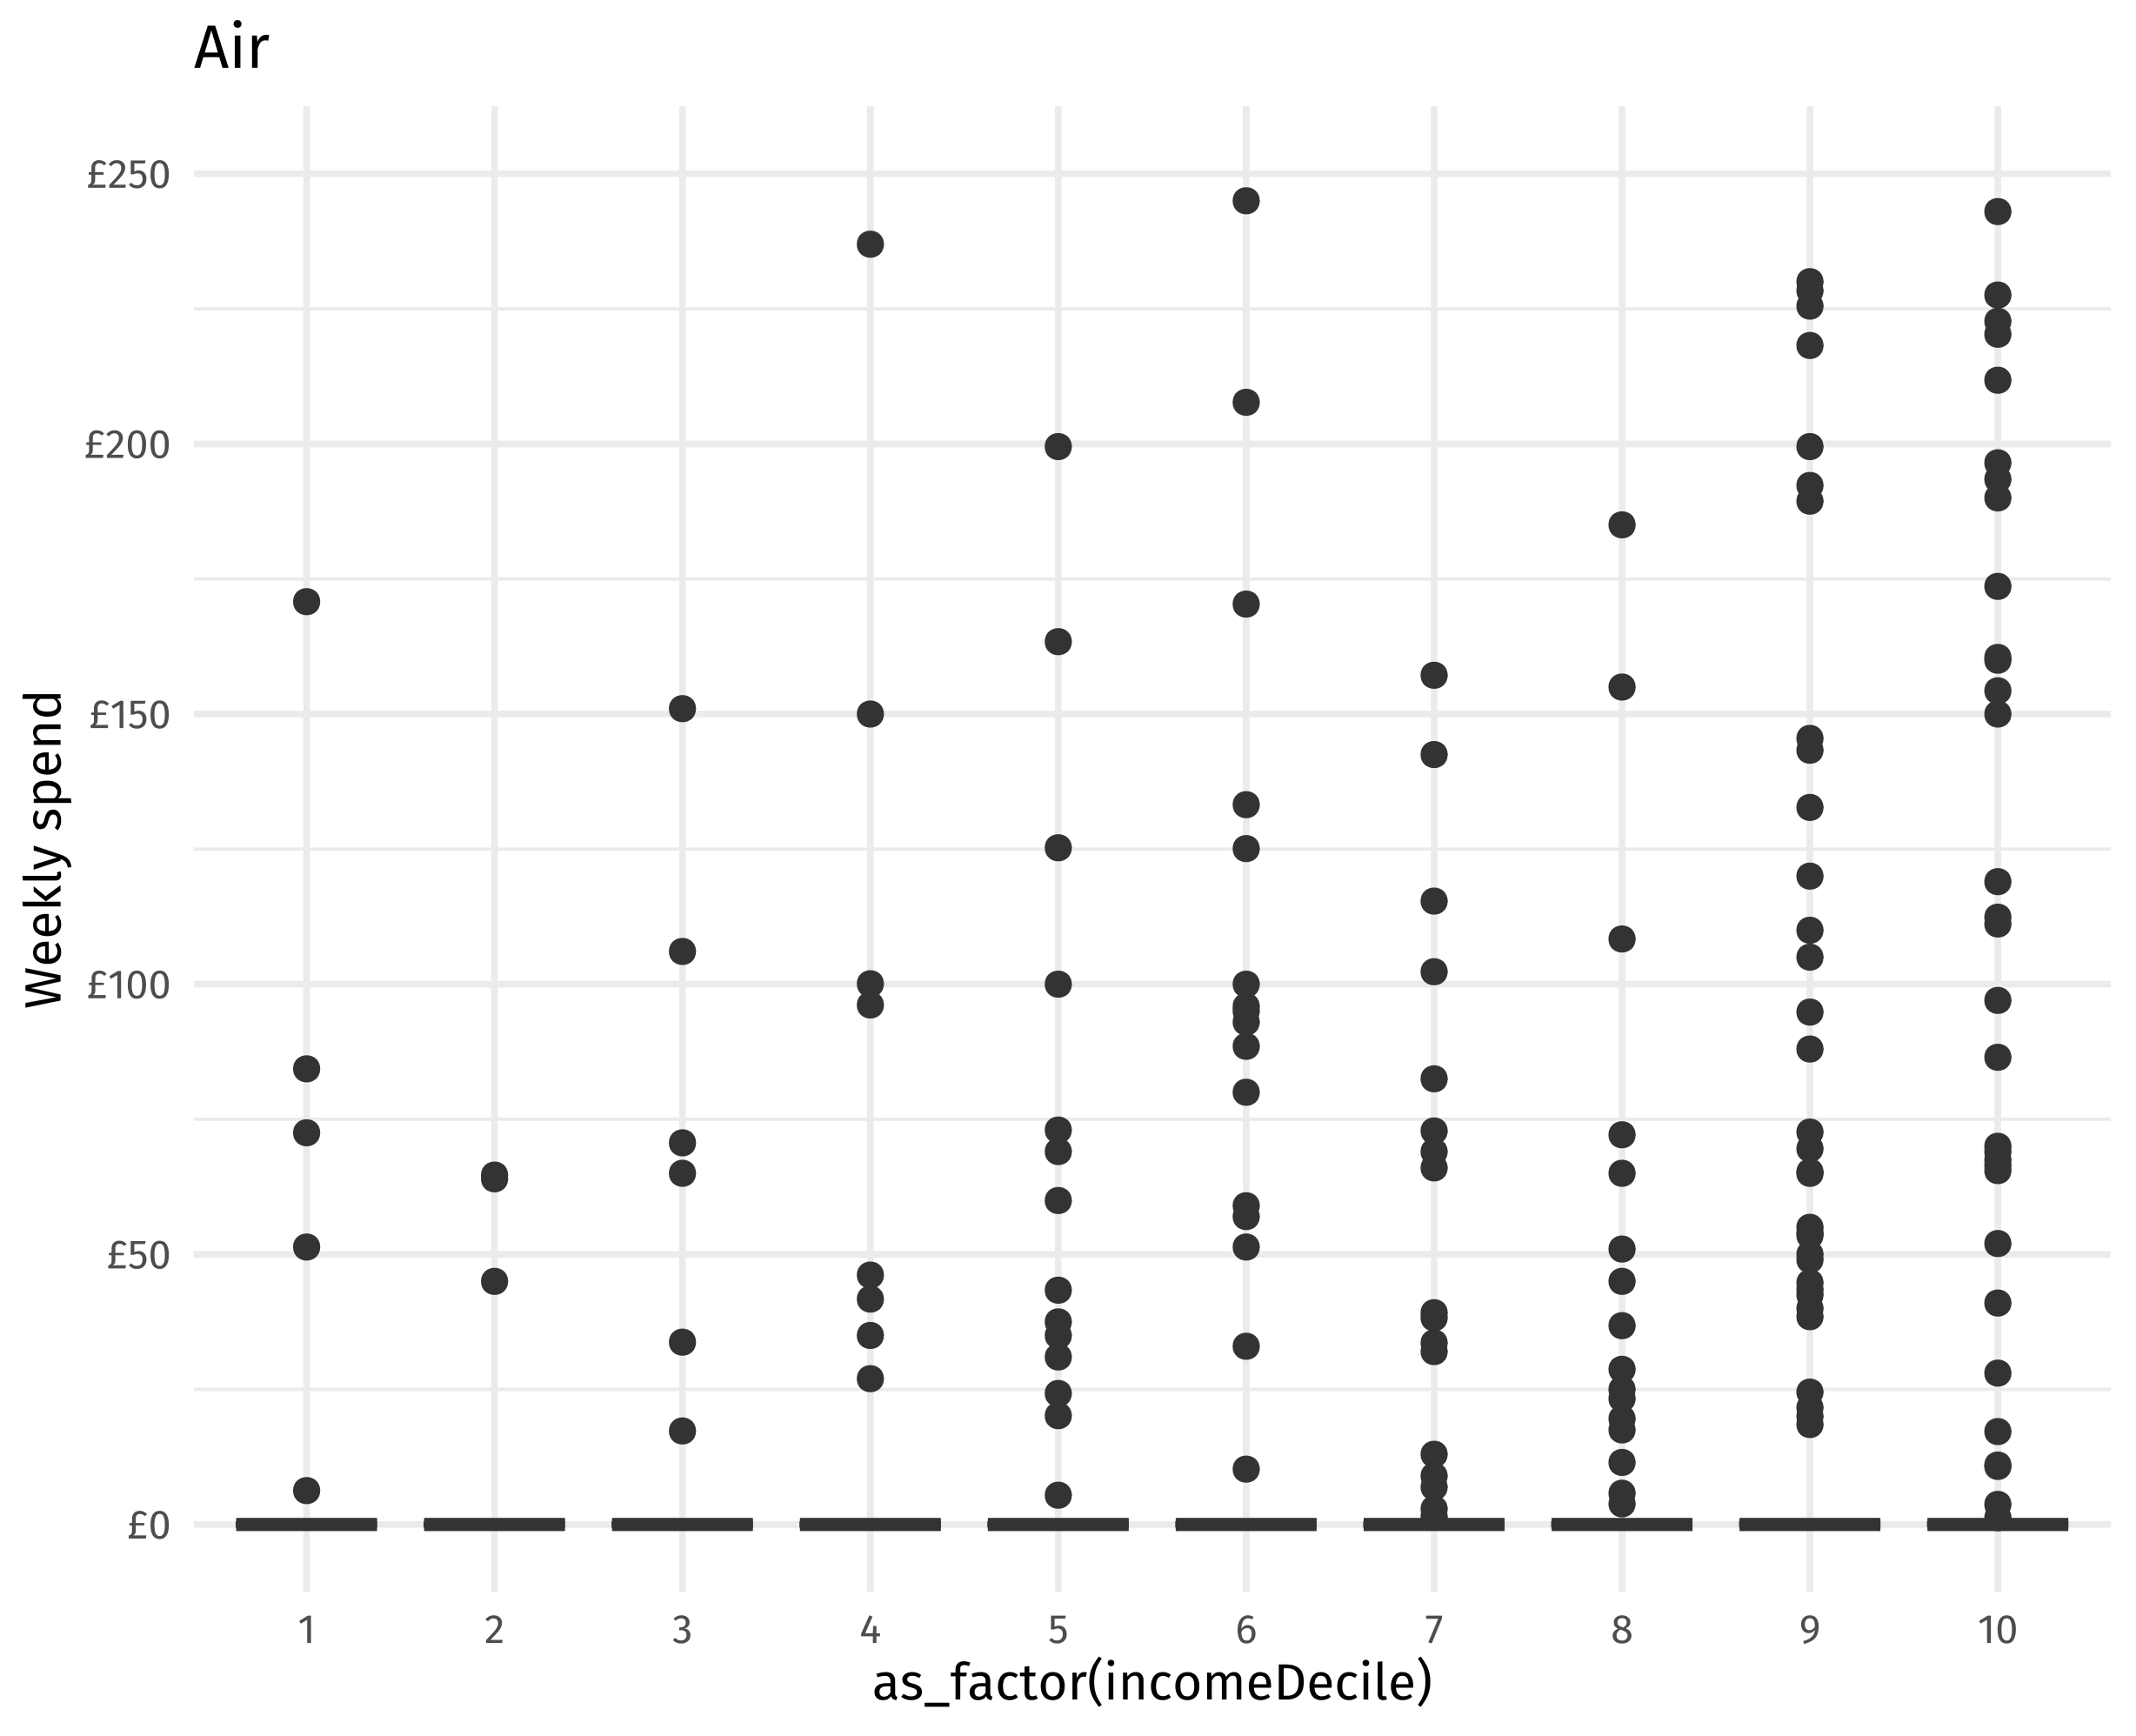 Air
£250
£200
£150
£100
£50
£0
Weekly spend
1 2 3 4 5 6 7 8 9 10
as_factor(incomeDecile)